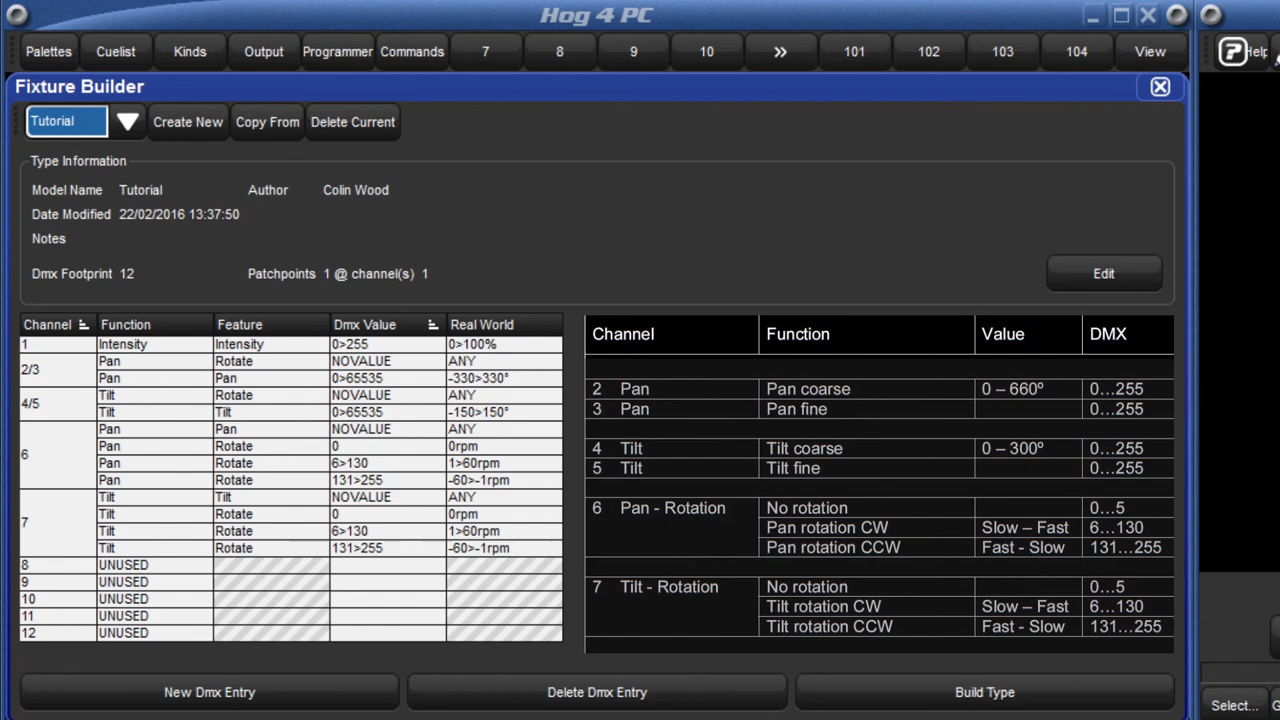 Hog 4 PC
Palettes Cuelist Kinds Output Programmer Commands 7 8 9 10 >> 101 102 103 104 View Help
Fixture Builder
Tutorial Create New Copy From Delete Current
Type Information
Model Name Tutorial Author Colin Wood
Date Modified 22/02/2016 13:37:50
Notes
Dmx Footprint 12 Patchpoints 1 @ channel(s) 1
Edit
Channel Function Feature Dmx Value Real World
1 Intensity Intensity 0>255 0>100%
2/3 Pan Rotate NOVALUE ANY
Pan Pan 0>65535 -330>330°
4/5 Tilt Rotate NOVALUE ANY
Tilt Tilt 0>65535 -150>150°
6 Pan Pan NOVALUE ANY
Pan Rotate 0 0rpm
Pan Rotate 6>130 1>60rpm
Pan Rotate 131>255 -60>-1rpm
7 Tilt Tilt NOVALUE ANY
Tilt Rotate 0 0rpm
Tilt Rotate 6>130 1>60rpm
Tilt Rotate 131>255 -60>-1rpm
8 UNUSED
9 UNUSED
10 UNUSED
11 UNUSED
12 UNUSED
Channel Function Value DMX
2 Pan Pan coarse 0 – 660º 0…255
3 Pan Pan fine 0…255
4 Tilt Tilt coarse 0 – 300º 0…255
5 Tilt Tilt fine 0…255
6 Pan - Rotation No rotation 0…5
Pan rotation CW Slow – Fast 6…130
Pan rotation CCW Fast - Slow 131…255
7 Tilt - Rotation No rotation 0…5
Tilt rotation CW Slow – Fast 6…130
Tilt rotation CCW Fast - Slow 131…255
New Dmx Entry Delete Dmx Entry Build Type
Select...